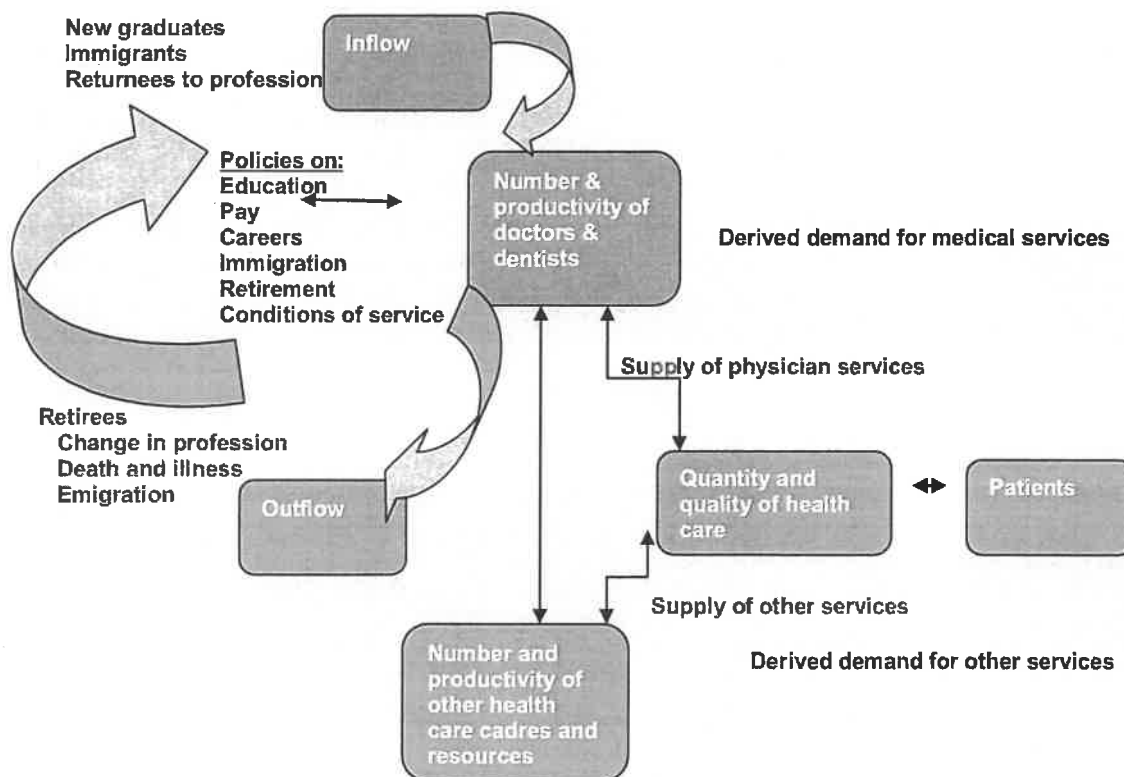 New graduates
Immigrants
Returnees to profession
Inflow
Policies on:
Education
Pay
Careers
Immigration
Retirement
Conditions of service
Number &
productivity of
doctors &
dentists
Derived demand for medical services
Supply of physician services
Retirees
Change in profession
Death and illness
Emigration
Outflow
Quantity and
quality of health
care
Patients
Supply of other services
Number and
productivity of
other health
care cadres and
resources
Derived demand for other services